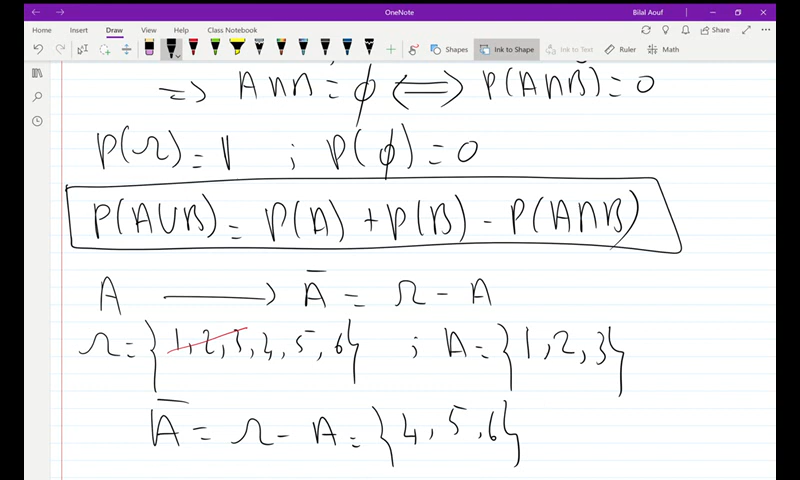 OneNote
Bilal Aouf
Home Insert Draw View Help Class Notebook
Share
Shapes Ink to Shape Ink to Text Ruler Math
=> A∩B = ϕ <=> P(A∩B) = 0
P(Ω) = 1 ; P(ϕ) = 0
P(A∪B) = P(A) + P(B) - P(A∩B)
A ⟶ A̅ = Ω - A
Ω = {1, 2, 3, 4, 5, 6} ; A = {1, 2, 3}
A̅ = Ω - A = {4, 5, 6}